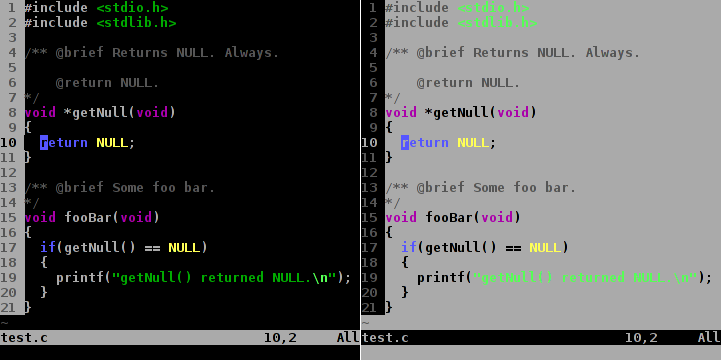 1 #include <stdio.h>
2 #include <stdlib.h>
3
4 /** @brief Returns NULL. Always.
5
6     @return NULL.
7 */
8 void *getNull(void)
9 {
10   return NULL;
11 }
12
13 /** @brief Some foo bar.
14 */
15 void fooBar(void)
16 {
17   if(getNull() == NULL)
18   {
19     printf("getNull() returned NULL.\n");
20   }
21 }
~
test.c 10,2 All
1 #include <stdio.h>
2 #include <stdlib.h>
3
4 /** @brief Returns NULL. Always.
5
6     @return NULL.
7 */
8 void *getNull(void)
9 {
10   return NULL;
11 }
12
13 /** @brief Some foo bar.
14 */
15 void fooBar(void)
16 {
17   if(getNull() == NULL)
18   {
19     printf("getNull() returned NULL.\n");
20   }
21 }
~
test.c 10,2 All